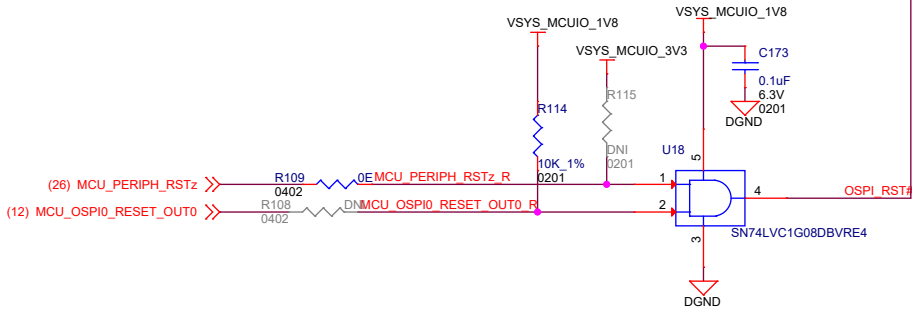 VSYS_MCUIO_1V8
VSYS_MCUIO_1V8
VSYS_MCUIO_3V3
C173
0.1uF
6.3V
0201
DGND
R115
R114
DNI
0201
U18
10K_1%
0201
5
(26) MCU_PERIPH_RSTz
R109
0402
0E
MCU_PERIPH_RSTz_R
1
4
OSPI_RST#
(12) MCU_OSPI0_RESET_OUT0
R108
0402
DNI
MCU_OSPI0_RESET_OUT0_R
2
3
SN74LVC1G08DBVRE4
DGND